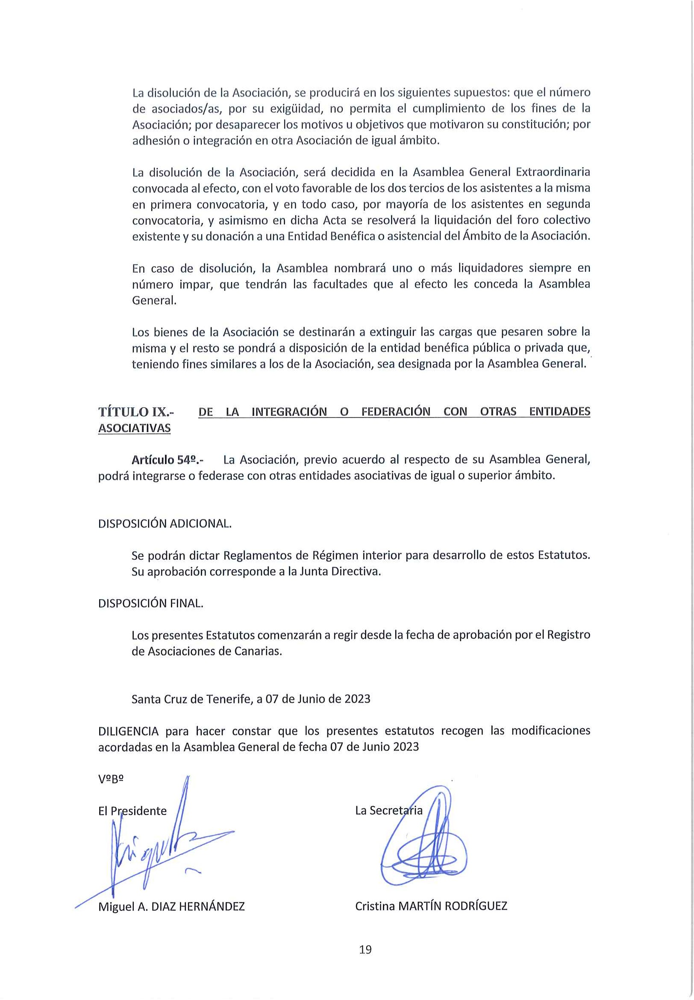 La disolución de la Asociación, se producirá en los siguientes supuestos: que el número
de asociados/as, por su exigüidad, no permita el cumplimiento de los fines de la
Asociación; por desaparecer los motivos u objetivos que motivaron su constitución; por
adhesión o integración en otra Asociación de igual ámbito.
La disolución de la Asociación, será decidida en la Asamblea General Extraordinaria
convocada al efecto, con el voto favorable de los dos tercios de los asistentes a la misma
en primera convocatoria, y en todo caso, por mayoría de los asistentes en segunda
convocatoria, y asimismo en dicha Acta se resolverá la liquidación del foro colectivo
existente y su donación a una Entidad Benéfica o asistencial del Ámbito de la Asociación.
En caso de disolución, la Asamblea nombrará uno o más liquidadores siempre en
número impar, que tendrán las facultades que al efecto les conceda la Asamblea
General.
Los bienes de la Asociación se destinarán a extinguir las cargas que pesaren sobre la
misma y el resto se pondrá a disposición de la entidad benéfica pública o privada que,
teniendo fines similares a los de la Asociación, sea designada por la Asamblea General.
TÍTULO IX.- DE LA INTEGRACIÓN O FEDERACIÓN CON OTRAS ENTIDADES
ASOCIATIVAS
Artículo 54º.- La Asociación, previo acuerdo al respecto de su Asamblea General,
podrá integrarse o federase con otras entidades asociativas de igual o superior ámbito.
DISPOSICIÓN ADICIONAL.
Se podrán dictar Reglamentos de Régimen interior para desarrollo de estos Estatutos.
Su aprobación corresponde a la Junta Directiva.
DISPOSICIÓN FINAL.
Los presentes Estatutos comenzarán a regir desde la fecha de aprobación por el Registro
de Asociaciones de Canarias.
Santa Cruz de Tenerife, a 07 de Junio de 2023
DILIGENCIA para hacer constar que los presentes estatutos recogen las modificaciones
acordadas en la Asamblea General de fecha 07 de Junio 2023
VºBº
El Presidente La Secretaria
Miguel A. DIAZ HERNÁNDEZ Cristina MARTÍN RODRÍGUEZ
19